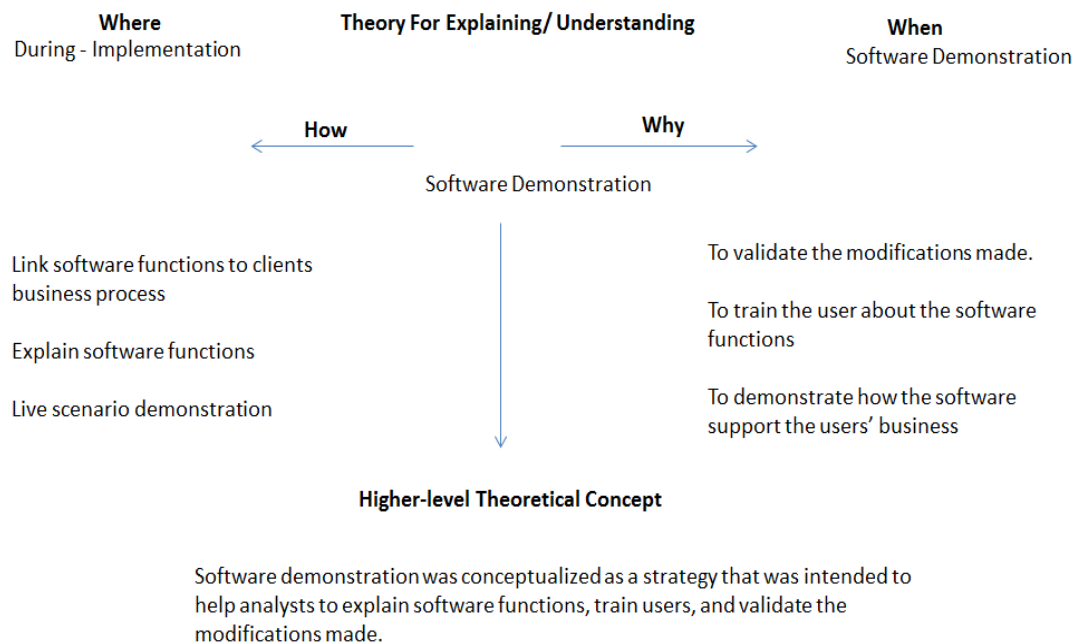 Where
During - Implementation
Theory For Explaining/ Understanding
When
Software Demonstration
How
Why
Software Demonstration
Link software functions to clients
business process
Explain software functions
Live scenario demonstration
To validate the modifications made.
To train the user about the software
functions
To demonstrate how the software
support the users’ business
Higher-level Theoretical Concept
Software demonstration was conceptualized as a strategy that was intended to
help analysts to explain software functions, train users, and validate the
modifications made.